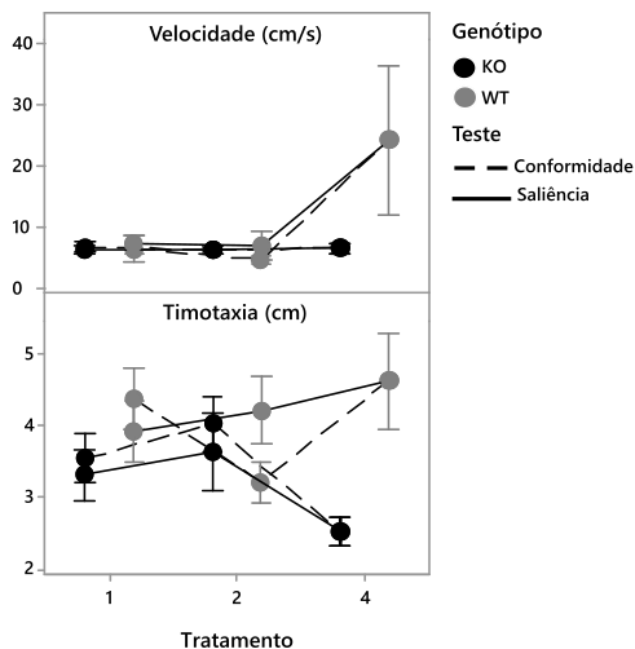 Velocidade (cm/s)
40
30
20
10
0
Timotaxia (cm)
5
4
3
2
1
2
4
Tratamento
Genótipo
KO
WT
Teste
Conformidade
Saliência